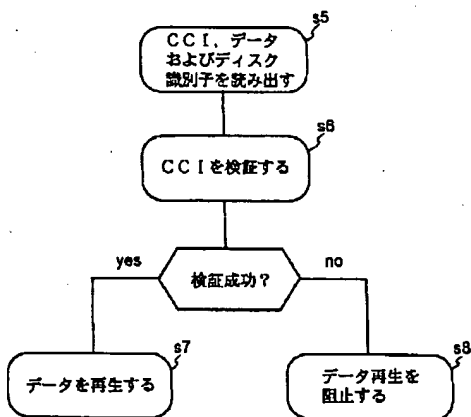 s5
CCI、データ
およびディスク
識別子を読み出す
s6
CCIを検証する
検証成功?
yes
no
s7
データを再生する
s8
データ再生を
阻止する